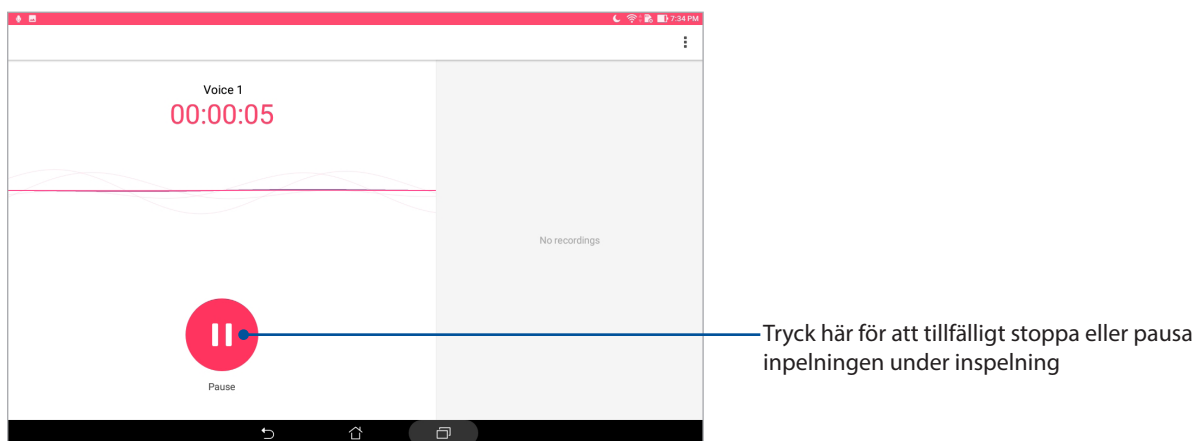 7:34 PM
Voice 1
00:00:05
No recordings
Pause
Tryck här för att tillfälligt stoppa eller pausa
inpelningen under inspelning